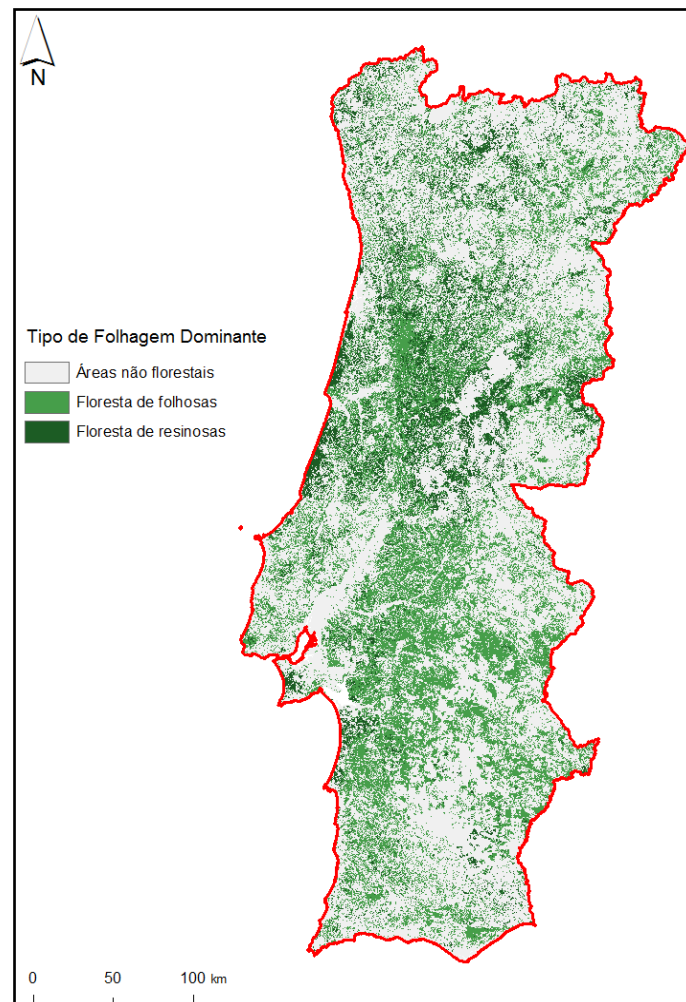 N
Tipo de Folhagem Dominante
Áreas não florestais
Floresta de folhosas
Floresta de resinosas
0 50 100 km